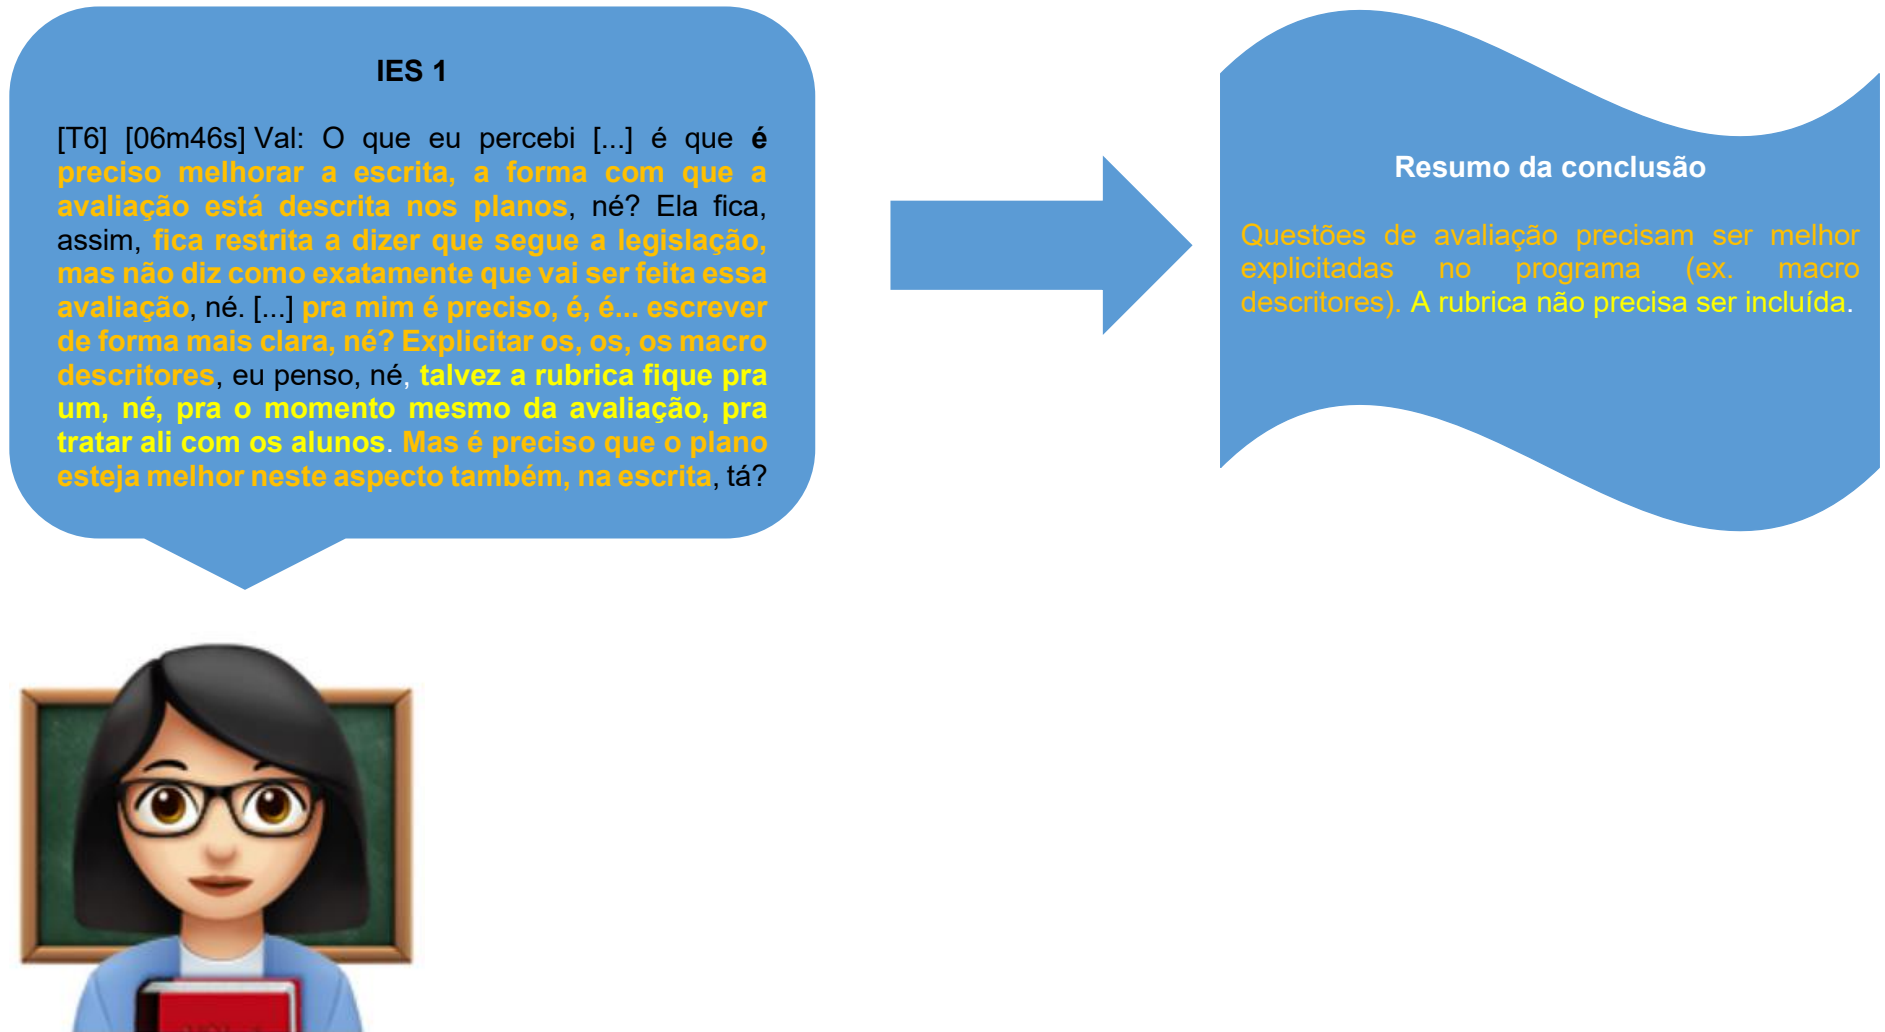 IES 1
[T6] [06m46s] Val: O que eu percebi [...] é que é
preciso melhorar a escrita, a forma com que a
avaliação está descrita nos planos, né? Ela fica,
assim, fica restrita a dizer que segue a legislação,
mas não diz como exatamente que vai ser feita essa
avaliação, né. [...] pra mim é preciso, é, é... escrever
de forma mais clara, né? Explicitar os, os, os macro
descritores, eu penso, né, talvez a rubrica fique pra
um, né, pra o momento mesmo da avaliação, pra
tratar ali com os alunos. Mas é preciso que o plano
esteja melhor neste aspecto também, na escrita, tá?
Resumo da conclusão
Questões de avaliação precisam ser melhor
explicitadas no programa (ex. macro
descritores). A rubrica não precisa ser incluída.